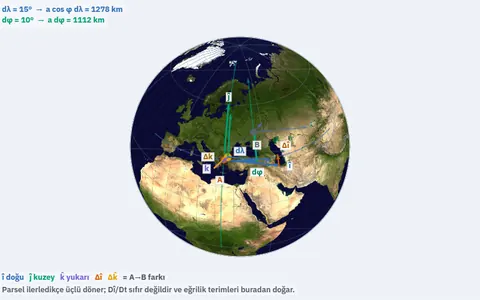 dλ = 15° → a cos φ dλ = 1278 km
dφ = 10° → a dφ = 1112 km
ĵ
Δk̂
dλ
B
Δî
k̂
î
A
dφ
î doğu ĵ kuzey k̂ yukarı Δî Δk̂ = A→B farkı
Parsel ilerledikçe üçlü döner; Dî/Dt sıfır değildir ve eğrilik terimleri buradan doğar.